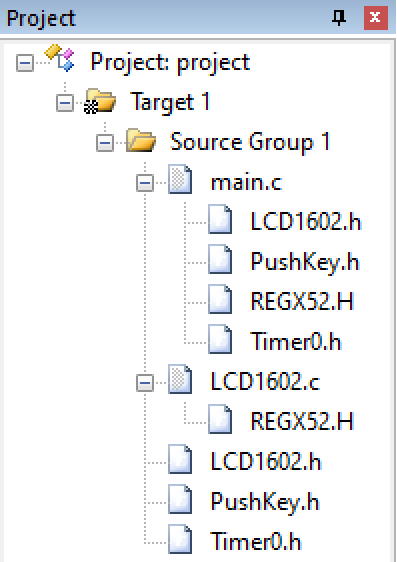 Project
Project: project
Target 1
Source Group 1
main.c
LCD1602.h
PushKey.h
REGX52.H
Timer0.h
LCD1602.c
REGX52.H
LCD1602.h
PushKey.h
Timer0.h